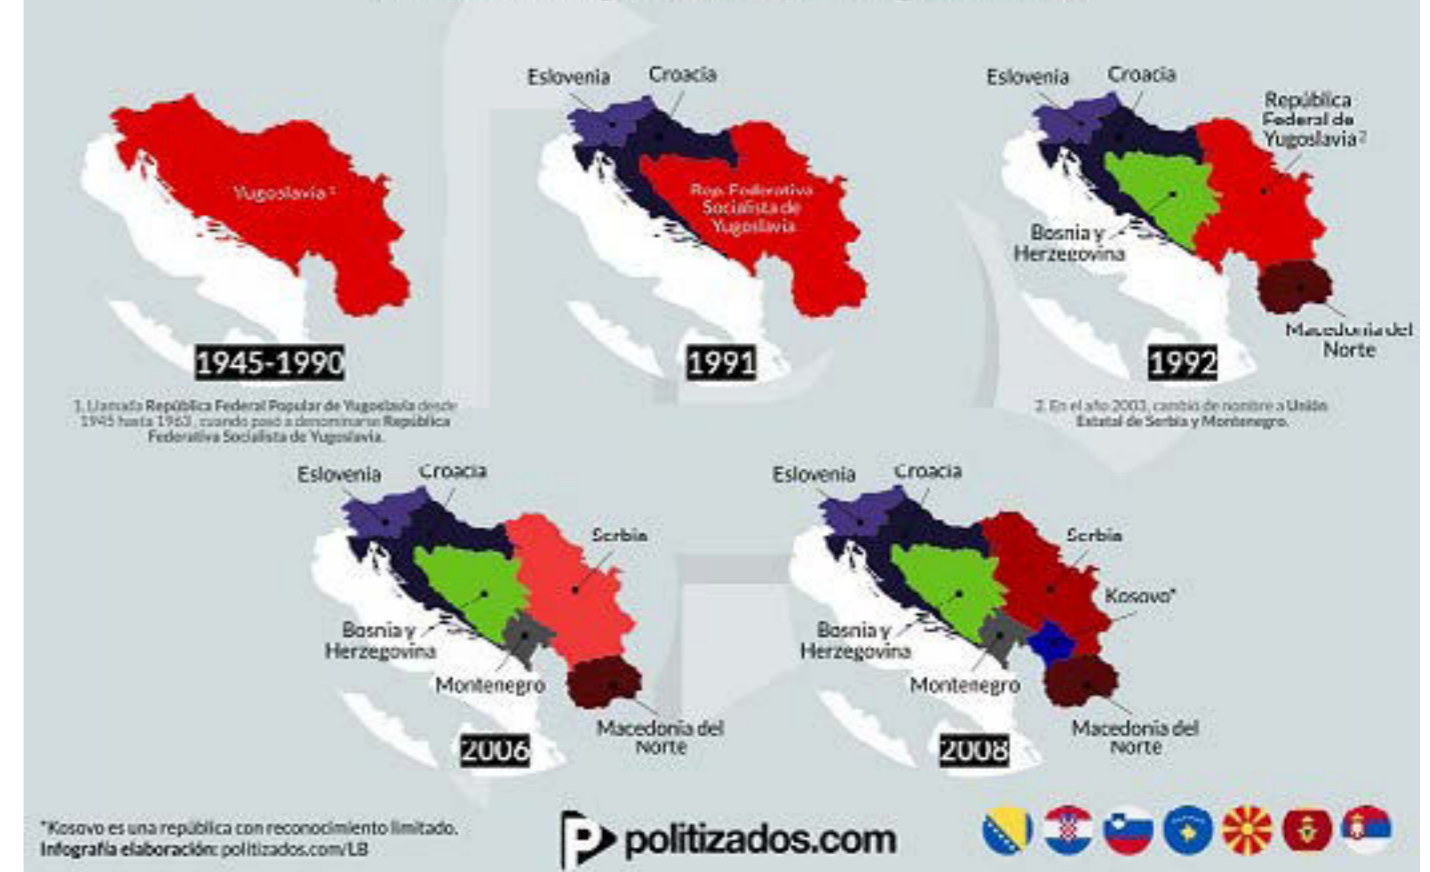 Eslovenia
Croacia
Eslovenia
Croacia
República
Federal de
Yugoslavia²
Yugoslavia ¹
Rep. Federativa
Socialista de
Yugoslavia
Bosnia y
Herzegovina
Macedonia del
Norte
1945-1990
1991
1992
1. Llamada República Federal Popular de Yugoslavia desde
1945 hasta 1963, cuando pasó a denominarse República
Federativa Socialista de Yugoslavia.
2. En el año 2003, cambió de nombre a Unión
Estatal de Serbia y Montenegro.
Eslovenia
Croacia
Serbia
Bosnia y
Herzegovina
Montenegro
Macedonia del
Norte
2006
Eslovenia
Croacia
Serbia
Kosovo*
Bosnia y
Herzegovina
Montenegro
Macedonia del
Norte
2008
*Kosovo es una república con reconocimiento limitado.
Infografía elaboración: politizados.com/LB
politizados.com